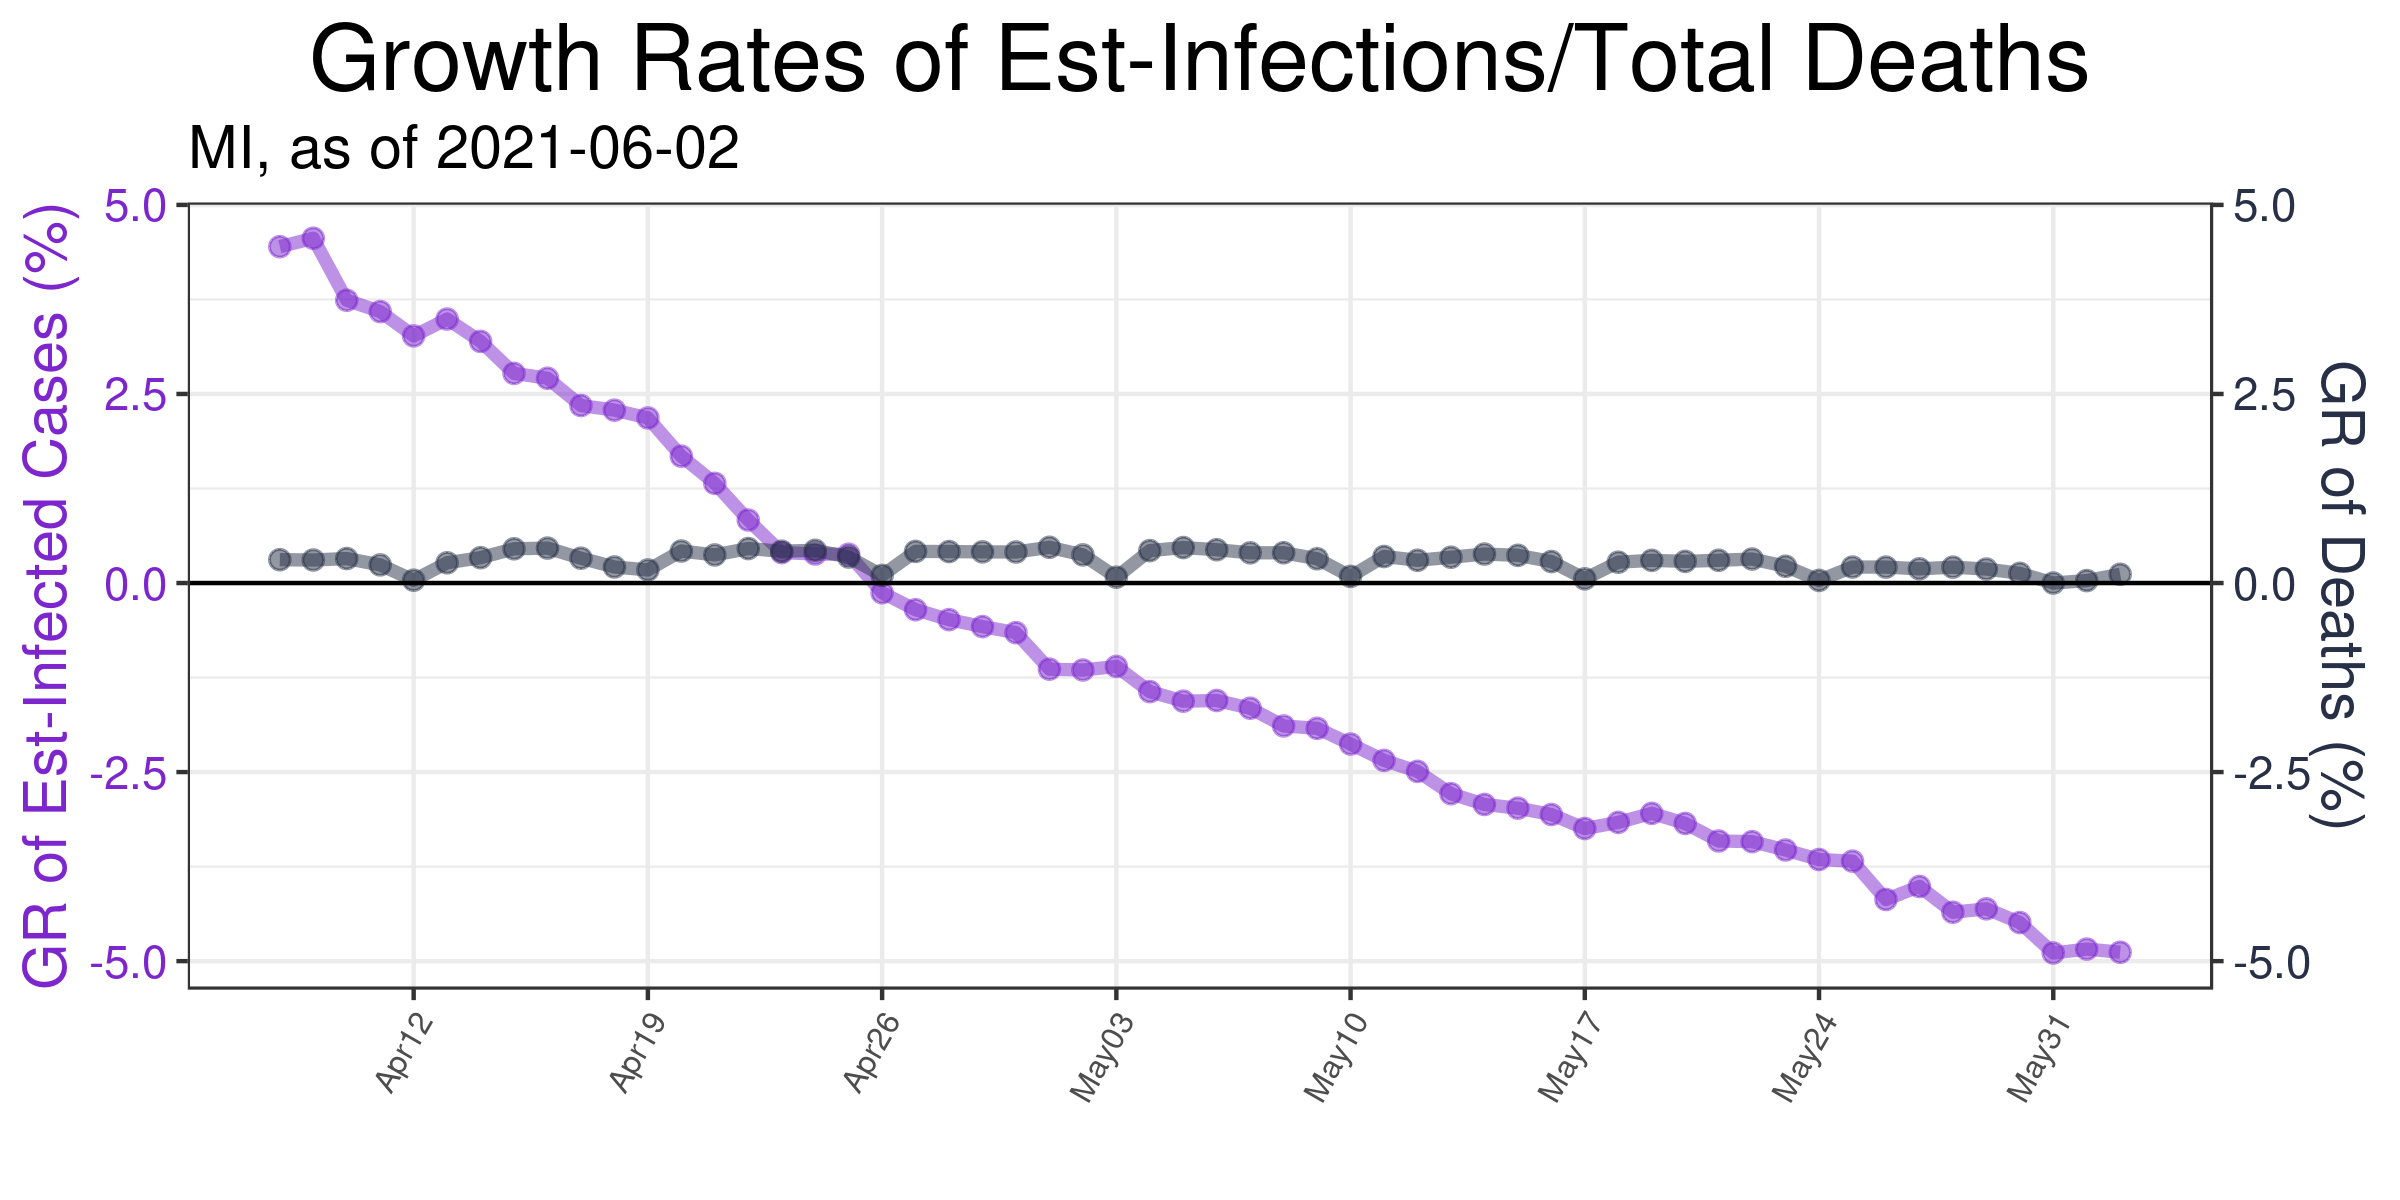 Growth Rates of Est-Infections/Total Deaths
MI, as of 2021-06-02
GR of Est-Infected Cases (%)
5.0
2.5
0.0
-2.5
-5.0
5.0
2.5
0.0
-2.5
-5.0
GR of Deaths (%)
Apr12
Apr19
Apr26
May03
May10
May17
May24
May31